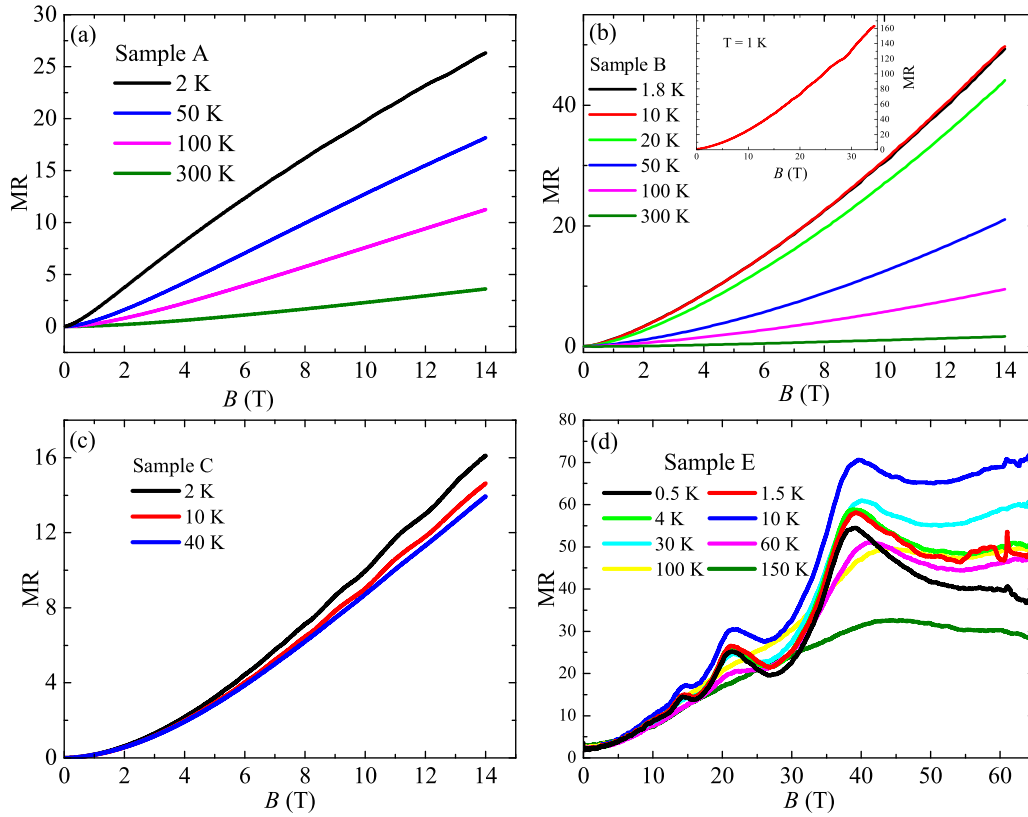 (a)
Sample A
2 K
50 K
100 K
300 K
30
25
20
15
10
5
0
MR
0 2 4 6 8 10 12 14
B (T)
(b)
Sample B
1.8 K
10 K
20 K
50 K
100 K
300 K
40
20
0
MR
0 2 4 6 8 10 12 14
B (T)
T = 1 K
160
140
120
100
80
60
40
20
0
MR
0 10 20 30
B (T)
(c)
Sample C
2 K
10 K
40 K
16
12
8
4
0
MR
0 2 4 6 8 10 12 14
B (T)
(d)
Sample E
0.5 K 1.5 K
4 K 10 K
30 K 60 K
100 K 150 K
80
70
60
50
40
30
20
10
0
MR
0 10 20 30 40 50 60
B (T)